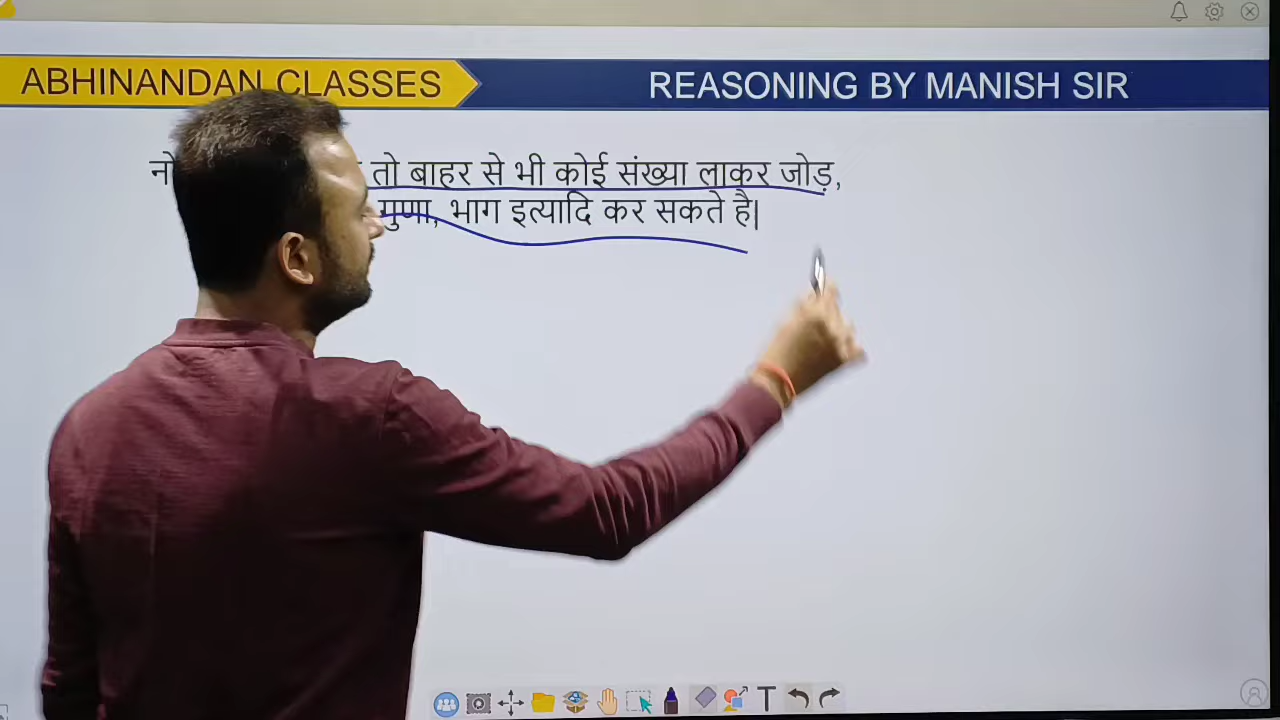 ABHINANDAN CLASSES
REASONING BY MANISH SIR
तो बाहर से भी कोई संख्या लाकर जोड़,
गुणा, भाग इत्यादि कर सकते है|